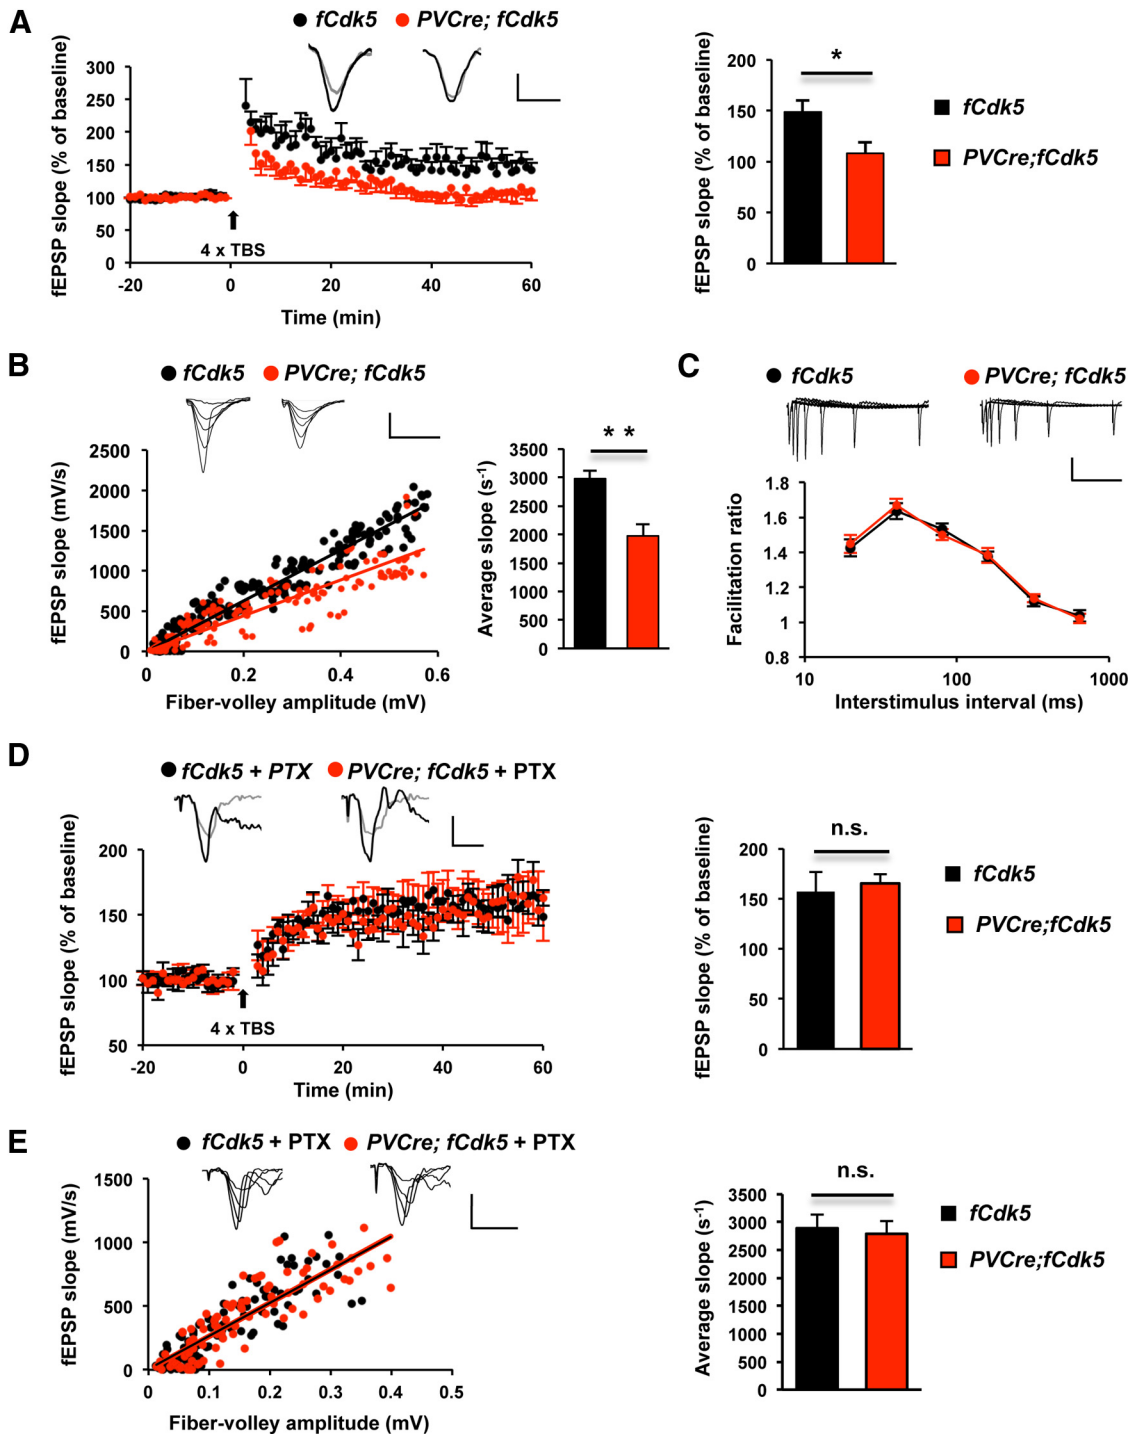 A
fCdk5 PVCre; fCdk5
fEPSP slope (% of baseline)
300
250
200
150
100
50
0
4 x TBS
-20 0 20 40 60
Time (min)
fEPSP slope (% of baseline)
200
150
100
50
0
*
fCdk5
PVCre;fCdk5
B
fCdk5 PVCre; fCdk5
fEPSP slope (mV/s)
2500
2000
1500
1000
500
0
0 0.2 0.4 0.6
Fiber-volley amplitude (mV)
Average slope (s-1)
3500
3000
2500
2000
1500
1000
500
0
* *
C
fCdk5 PVCre; fCdk5
Facilitation ratio
1.8
1.6
1.4
1.2
1
0.8
10 100 1000
Interstimulus interval (ms)
D
fCdk5 + PTX PVCre; fCdk5 + PTX
fEPSP slope (% of baseline)
200
150
100
50
4 x TBS
-20 0 20 40 60
Time (min)
fEPSP slope (% of baseline)
200
150
100
50
0
n.s.
fCdk5
PVCre;fCdk5
E
fCdk5 + PTX PVCre; fCdk5 + PTX
fEPSP slope (mV/s)
1500
1000
500
0
0 0.1 0.2 0.3 0.4 0.5
Fiber-volley amplitude (mV)
Average slope (s-1)
3500
3000
2500
2000
1500
1000
500
0
n.s.
fCdk5
PVCre;fCdk5